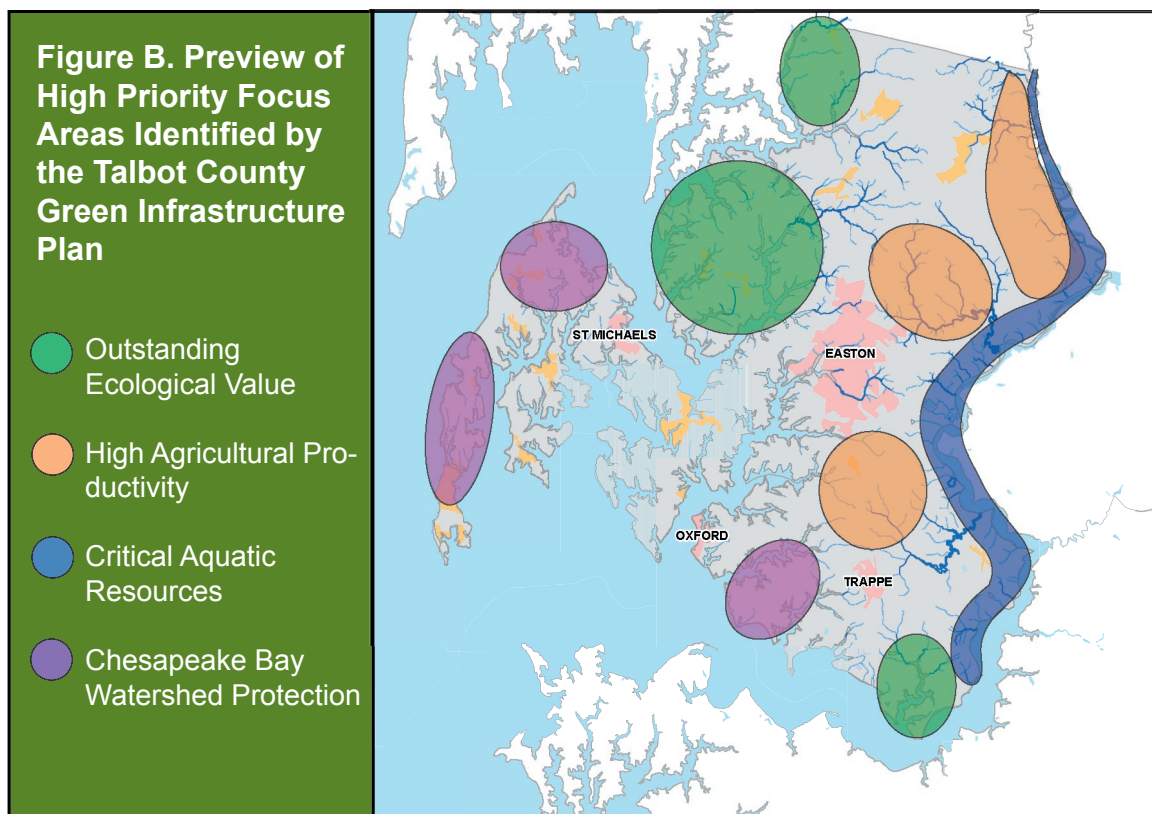 Figure B. Preview of
High Priority Focus
Areas Identified by
the Talbot County
Green Infrastructure
Plan
Outstanding
Ecological Value
High Agricultural Pro-
ductivity
Critical Aquatic
Resources
Chesapeake Bay
Watershed Protection
ST MICHAELS
EASTON
OXFORD
TRAPPE